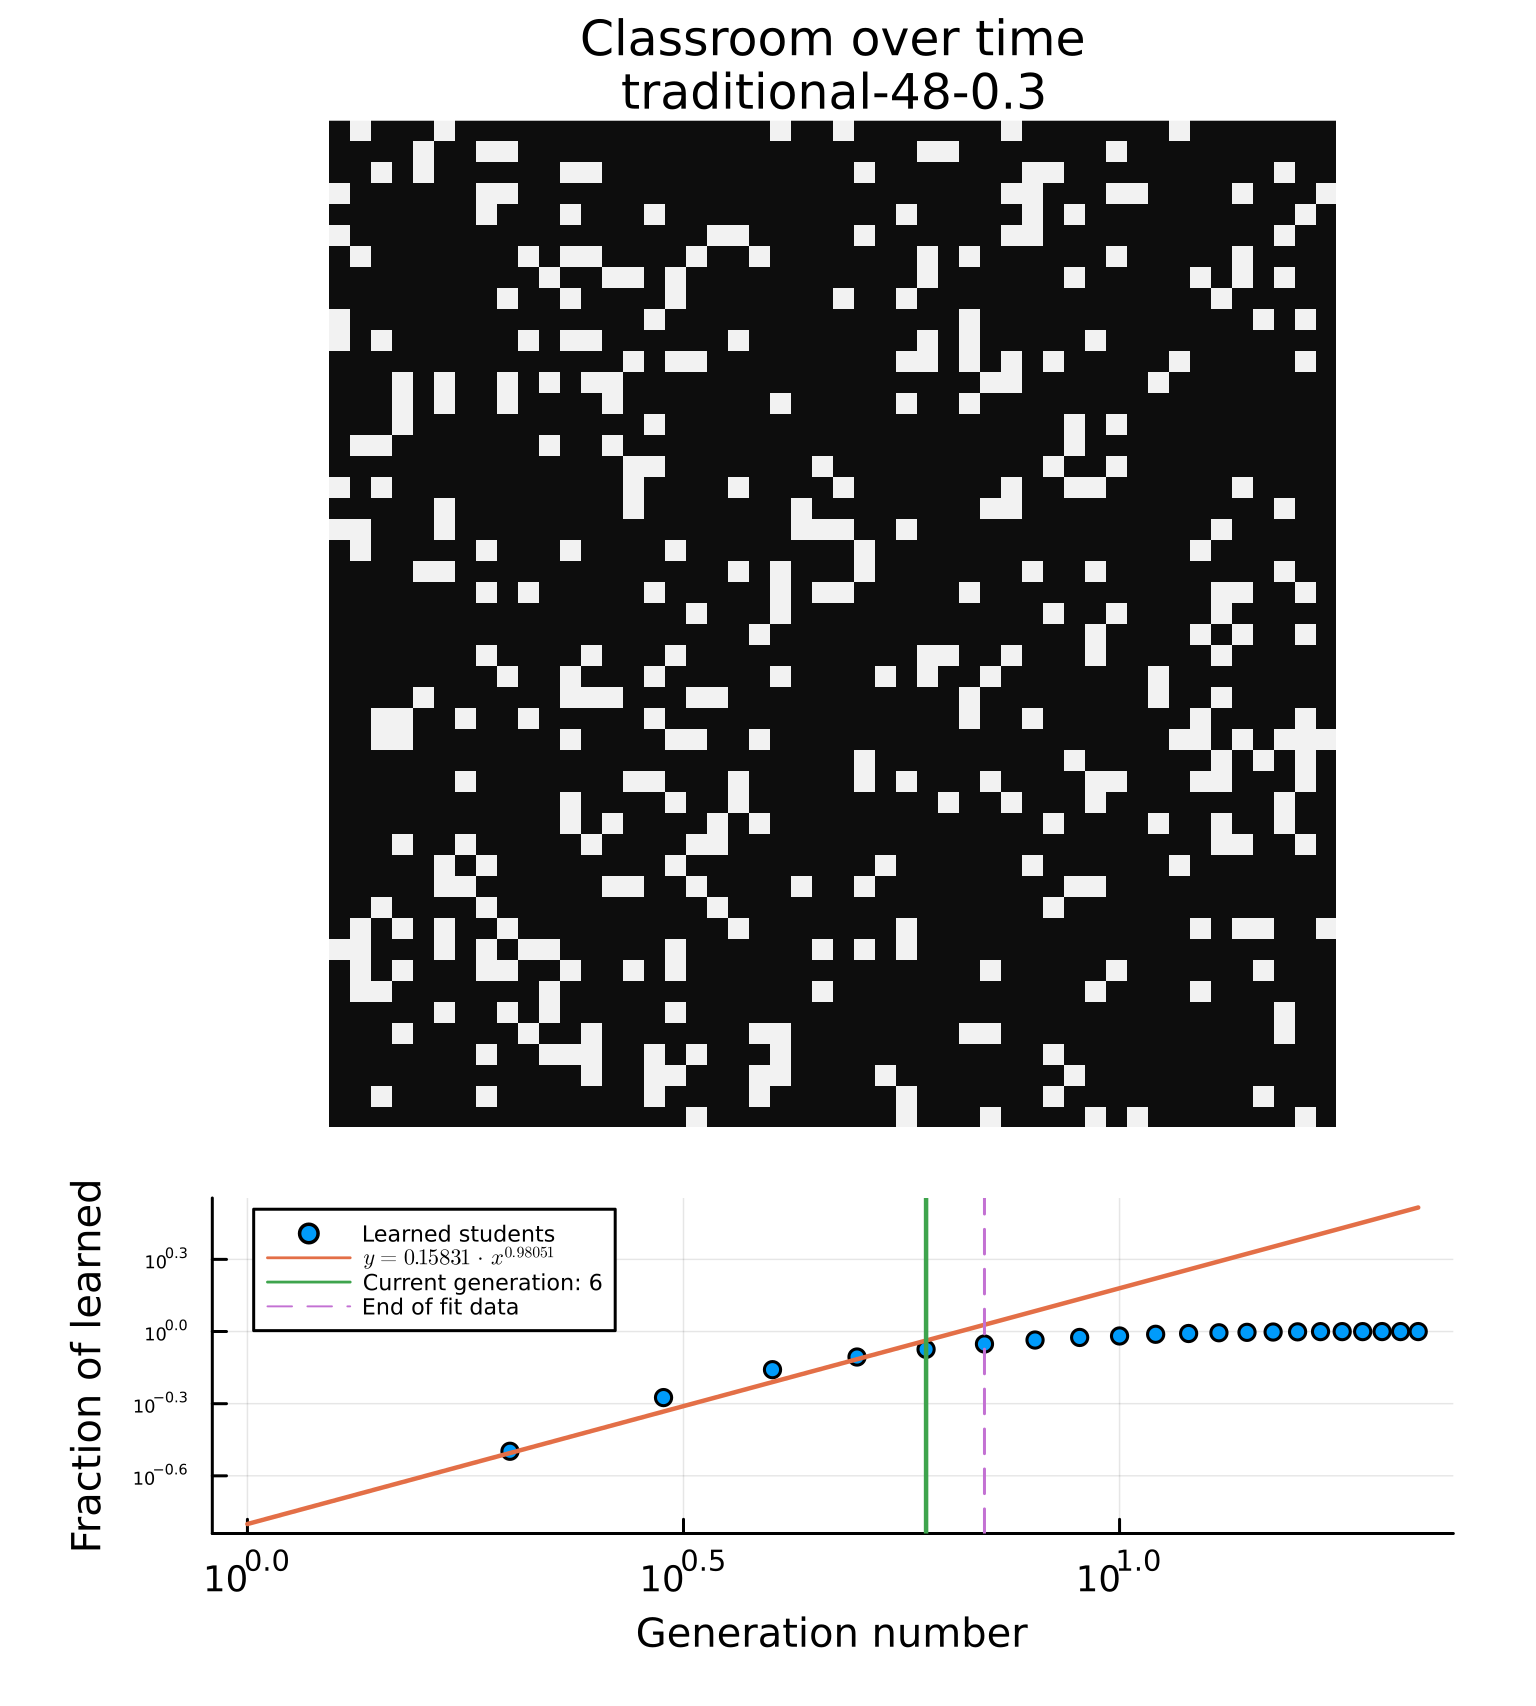 Classroom over time
traditional-48-0.3
Fraction of learned
10^0.3
10^0.0
10^−0.3
10^−0.6
Learned students
y = 0.15831 · x^0.98051
Current generation: 6
End of fit data
10^0.0
10^0.5
10^1.0
Generation number